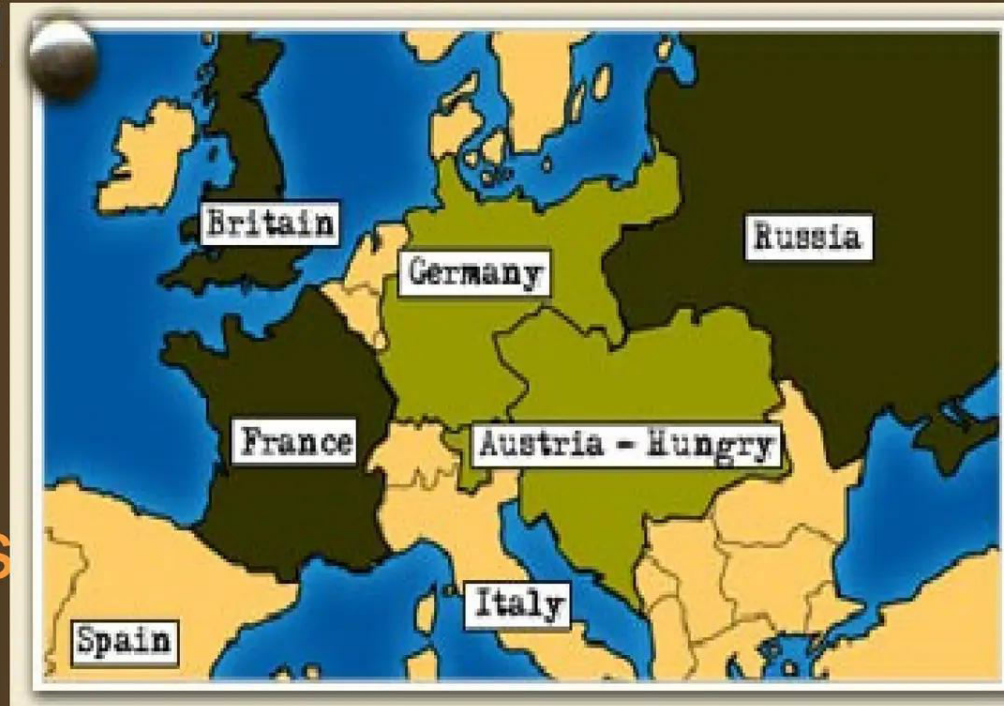 Britain
Russia
Germany
France
Austria - Hungry
s
Italy
Spain